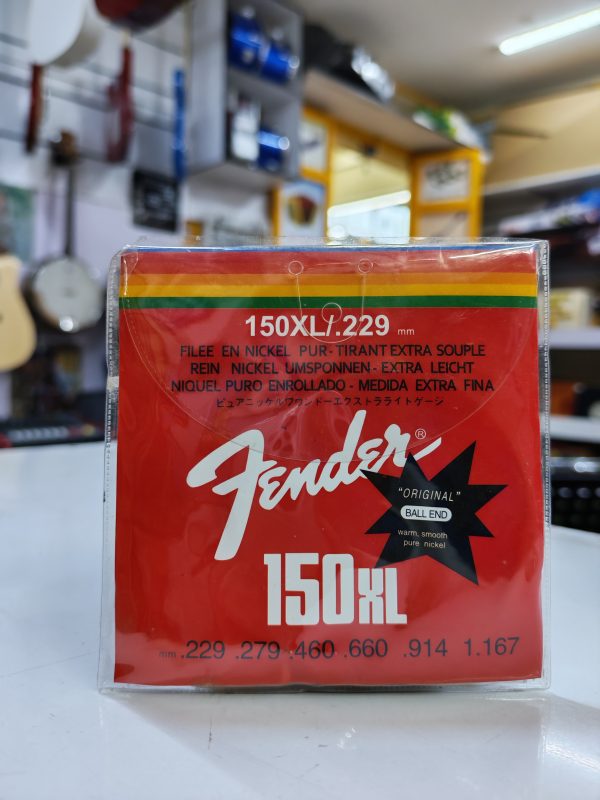 150XL/.229 mm
FILEE EN NICKEL PUR-TIRANT EXTRA SOUPLE
REIN NICKEL UMSPONNEN - EXTRA LEICHT
NIQUEL PURO ENROLLADO - MEDIDA EXTRA FINA
ピュアニッケルワウンドーエクストラライトゲージ
Fender®
"ORIGINAL"
BALL END
warm, smooth
pure nickel
150XL
mm .229 .279 .460 .660 .914 1.167